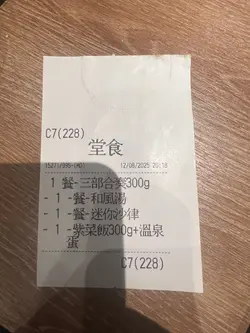 C7(228)
堂食
12/08/2025 20:18
1 餐-三部合奏300g
- 1 -餐-和風湯
- 1 -餐-迷你沙律
- 1 -紫菜飯300g+溫泉
蛋
C7(228)